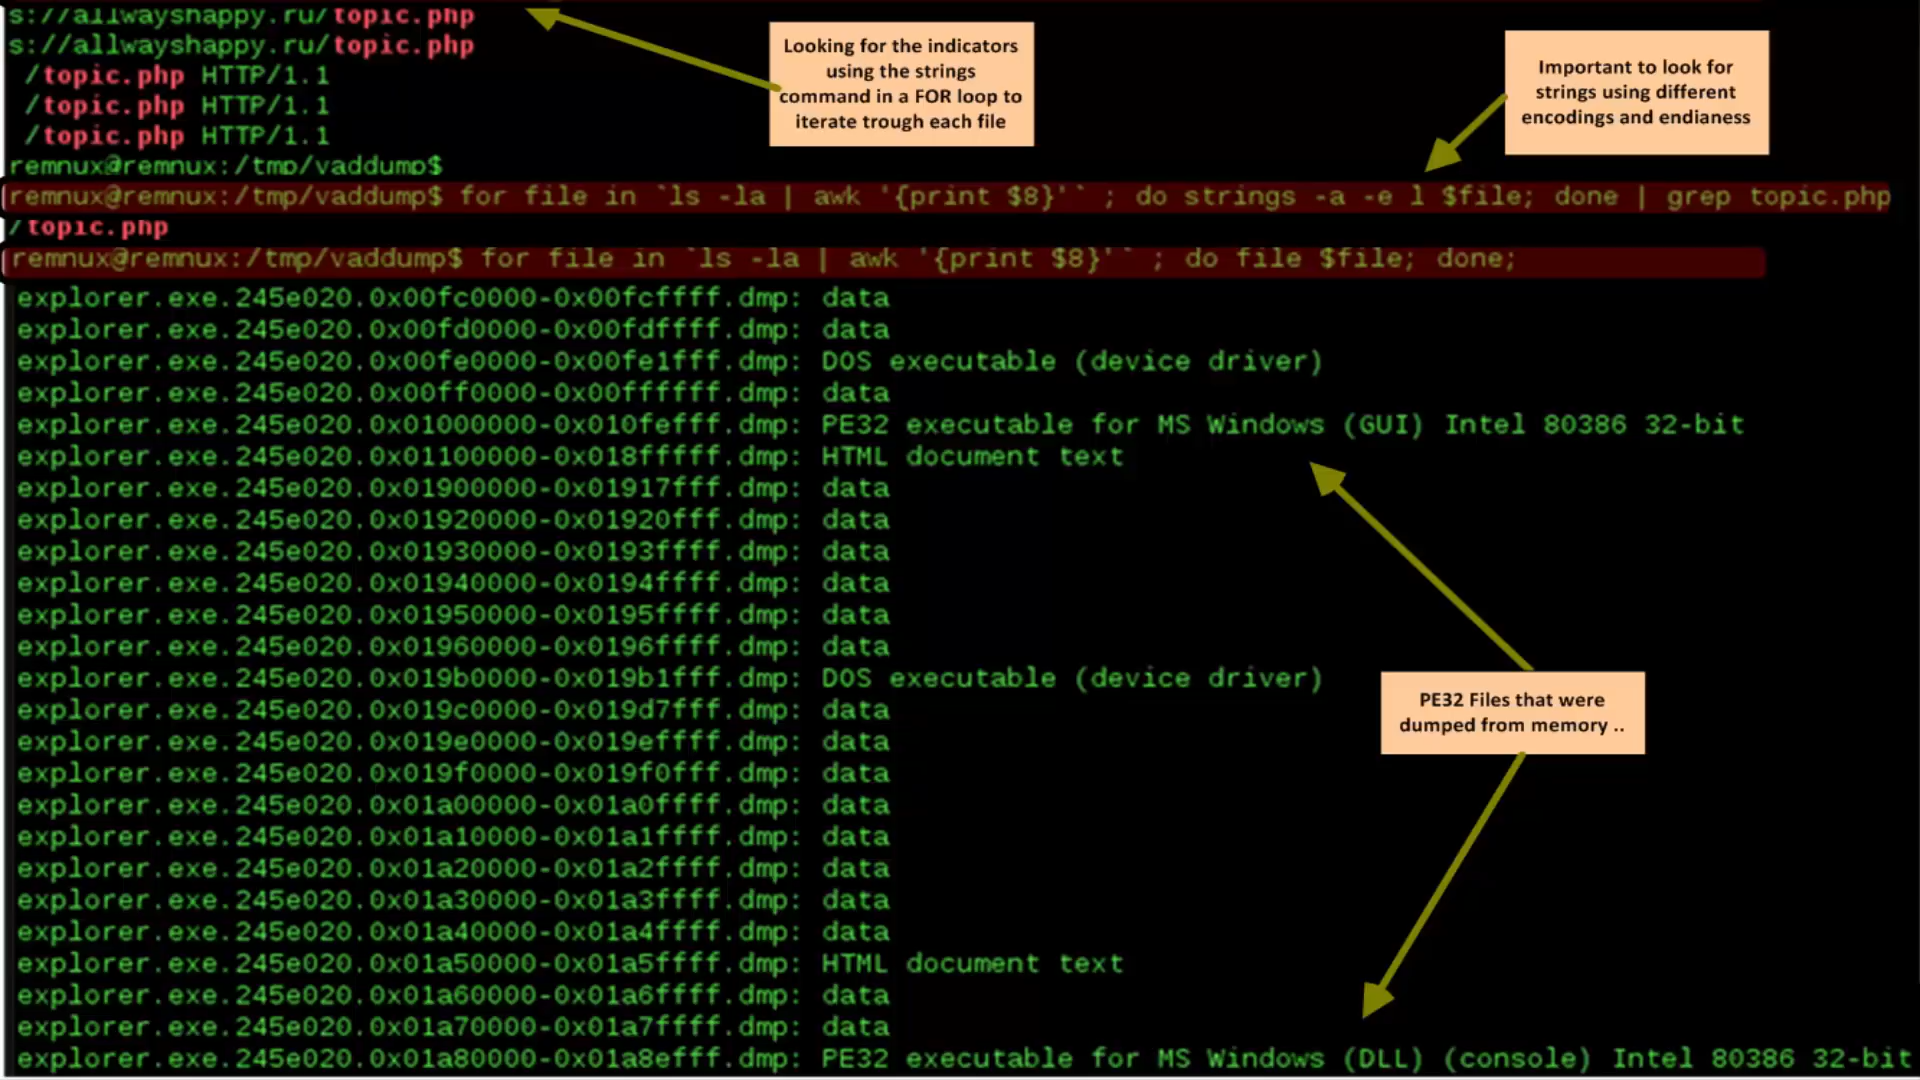 s://allwayshappy.ru/topic.php
s://allwayshappy.ru/topic.php
/topic.php HTTP/1.1
/topic.php HTTP/1.1
/topic.php HTTP/1.1
remnux@remnux:/tmp/vaddump$
Looking for the indicators
using the strings
command in a FOR loop to
iterate trough each file
Important to look for
strings using different
encodings and endianess
remnux@remnux:/tmp/vaddump$ for file in `ls -la | awk '{print $8}'` ; do strings -a -e l $file; done | grep topic.php
/topic.php
remnux@remnux:/tmp/vaddump$ for file in `ls -la | awk '{print $8}'` ; do file $file; done;
explorer.exe.245e020.0x00fc0000-0x00fcffff.dmp: data
explorer.exe.245e020.0x00fd0000-0x00fdffff.dmp: data
explorer.exe.245e020.0x00fe0000-0x00fe1fff.dmp: DOS executable (device driver)
explorer.exe.245e020.0x00ff0000-0x00ffffff.dmp: data
explorer.exe.245e020.0x01000000-0x010fefff.dmp: PE32 executable for MS Windows (GUI) Intel 80386 32-bit
explorer.exe.245e020.0x01100000-0x018fffff.dmp: HTML document text
explorer.exe.245e020.0x01900000-0x01917fff.dmp: data
explorer.exe.245e020.0x01920000-0x01920fff.dmp: data
explorer.exe.245e020.0x01930000-0x0193ffff.dmp: data
explorer.exe.245e020.0x01940000-0x0194ffff.dmp: data
explorer.exe.245e020.0x01950000-0x0195ffff.dmp: data
explorer.exe.245e020.0x01960000-0x0196ffff.dmp: data
explorer.exe.245e020.0x019b0000-0x019b1fff.dmp: DOS executable (device driver)
explorer.exe.245e020.0x019c0000-0x019d7fff.dmp: data
explorer.exe.245e020.0x019e0000-0x019effff.dmp: data
explorer.exe.245e020.0x019f0000-0x019f0fff.dmp: data
explorer.exe.245e020.0x01a00000-0x01a0ffff.dmp: data
explorer.exe.245e020.0x01a10000-0x01a1ffff.dmp: data
explorer.exe.245e020.0x01a20000-0x01a2ffff.dmp: data
explorer.exe.245e020.0x01a30000-0x01a3ffff.dmp: data
explorer.exe.245e020.0x01a40000-0x01a4ffff.dmp: data
explorer.exe.245e020.0x01a50000-0x01a5ffff.dmp: HTML document text
explorer.exe.245e020.0x01a60000-0x01a6ffff.dmp: data
explorer.exe.245e020.0x01a70000-0x01a7ffff.dmp: data
explorer.exe.245e020.0x01a80000-0x01a8efff.dmp: PE32 executable for MS Windows (DLL) (console) Intel 80386 32-bit
PE32 Files that were
dumped from memory ..